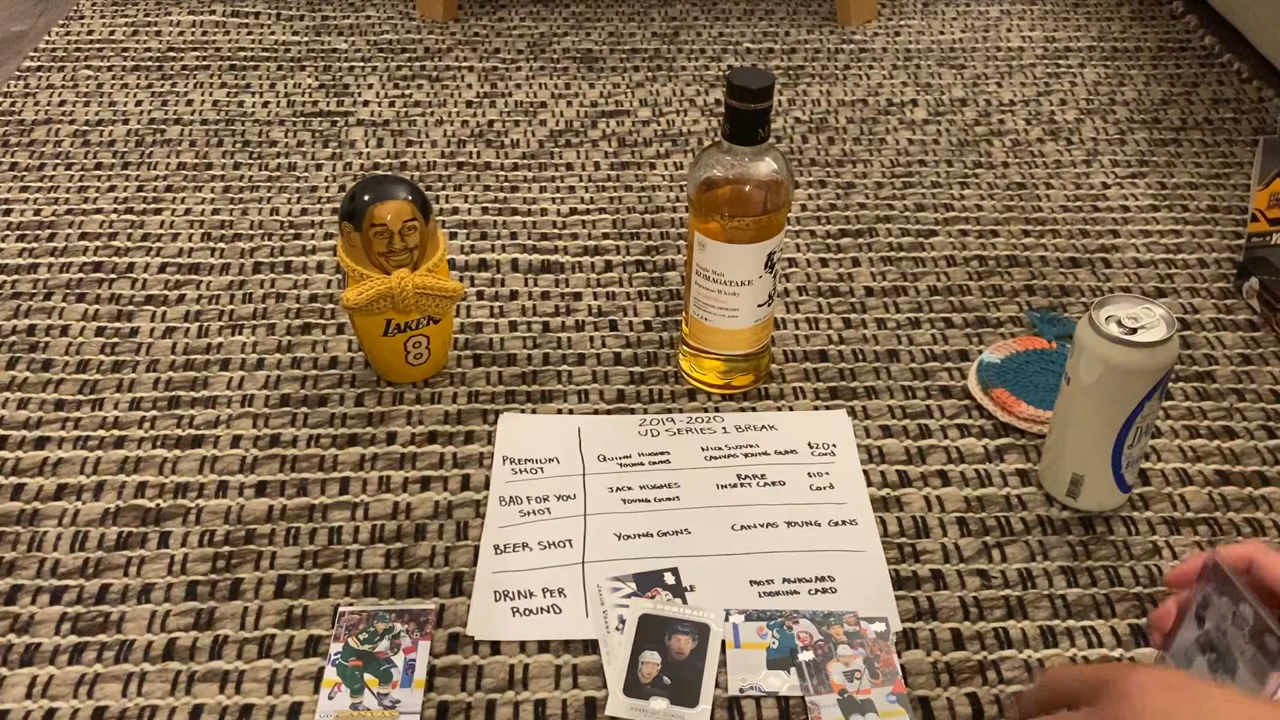 LAKERS
8
Single Malt
KOMAGATAKE
Japanese Whisky
2019-2020
UD SERIES 1 BREAK
PREMIUM SHOT
QUINN HUGHES YOUNG GUNS
NICK SUZUKI CANVAS YOUNG GUNS
$20+ Card
BAD FOR YOU SHOT
JACK HUGHES YOUNG GUNS
RARE INSERT CARD
$10+ Card
BEER SHOT
YOUNG GUNS
CANVAS YOUNG GUNS
DRINK PER ROUND
MOST AWKWARD LOOKING CARD
UD CANVAS
PORTRAITS